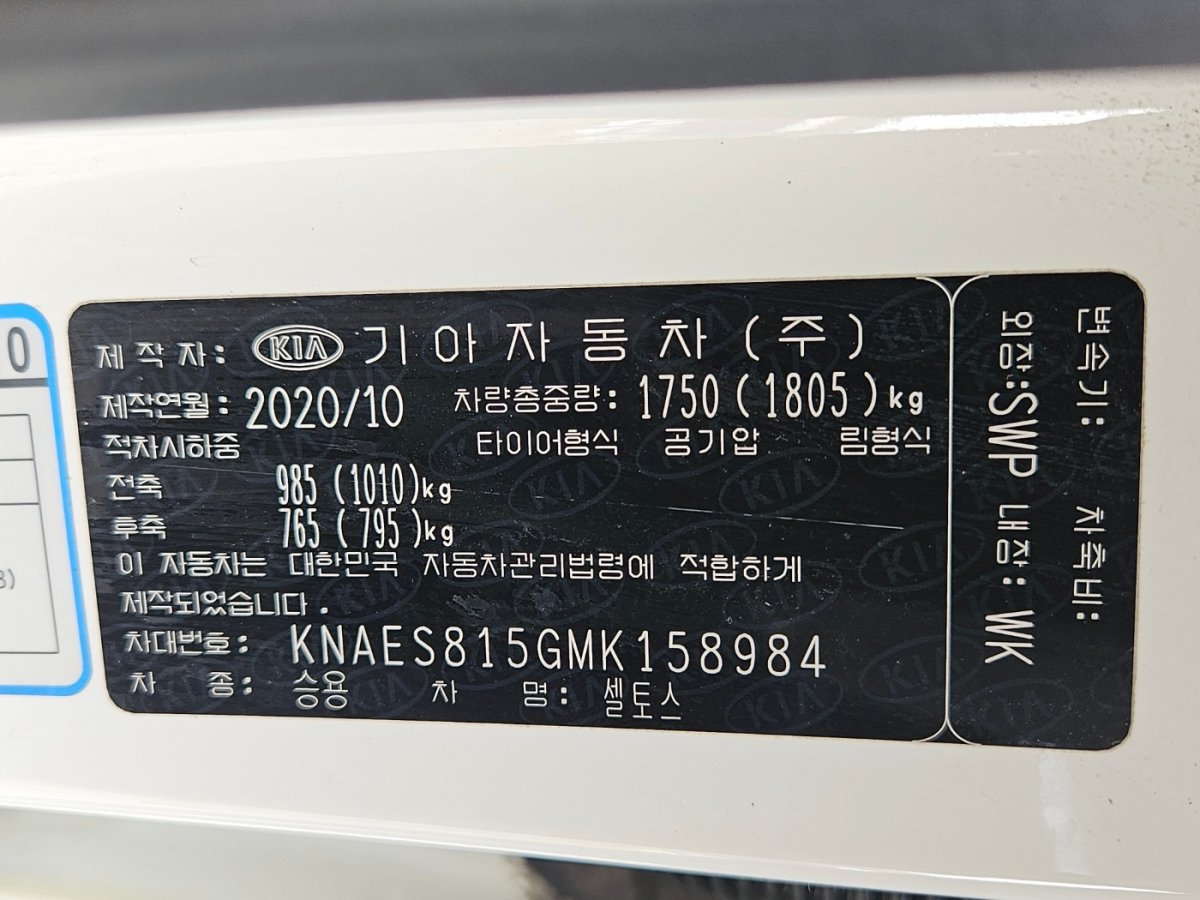 제 작 자: KIA 기아자동차(주)
제작연월: 2020/10 차량총중량: 1750(1805)kg
적차시하중 타이어형식 공기압 림형식
전축 985(1010)kg
후축 765(795)kg
이 자동차는 대한민국 자동차관리법령에 적합하게
제작되었습니다.
차대번호: KNAES815GMK158984
차 종: 승용 차 명: 셀토스
변속기: 차축비:
외장:SWP 내장: WK
0
8)